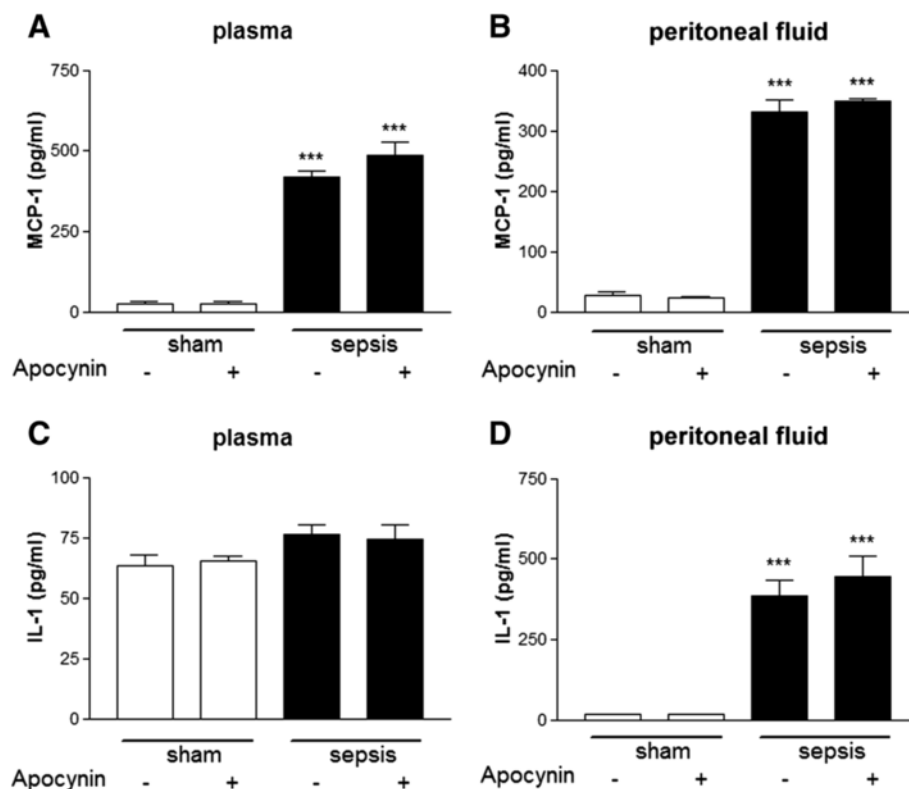 A
plasma
MCP-1 (pg/ml)
750
500
250
0
***
***
sham
sepsis
Apocynin - + - +
B
peritoneal fluid
MCP-1 (pg/ml)
400
300
200
100
0
***
***
sham
sepsis
Apocynin - + - +
C
plasma
IL-1 (pg/ml)
100
75
50
25
0
sham
sepsis
Apocynin - + - +
D
peritoneal fluid
IL-1 (pg/ml)
750
500
250
0
***
***
sham
sepsis
Apocynin - + - +